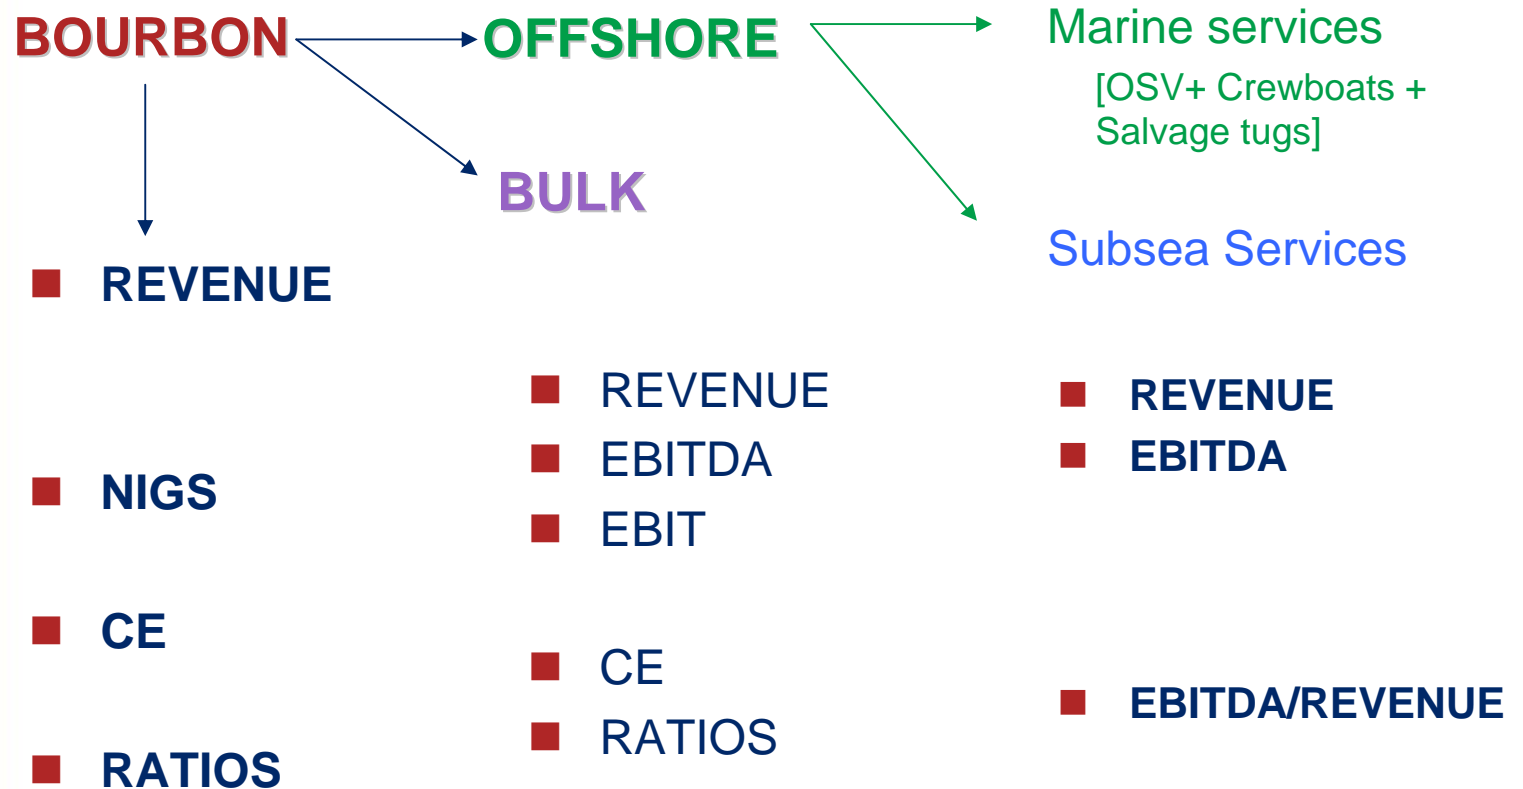 BOURBON
OFFSHORE
Marine services
[OSV+ Crewboats +
Salvage tugs]
BULK
Subsea Services
REVENUE
NIGS
CE
RATIOS
REVENUE
EBITDA
EBIT
CE
RATIOS
REVENUE
EBITDA
EBITDA/REVENUE